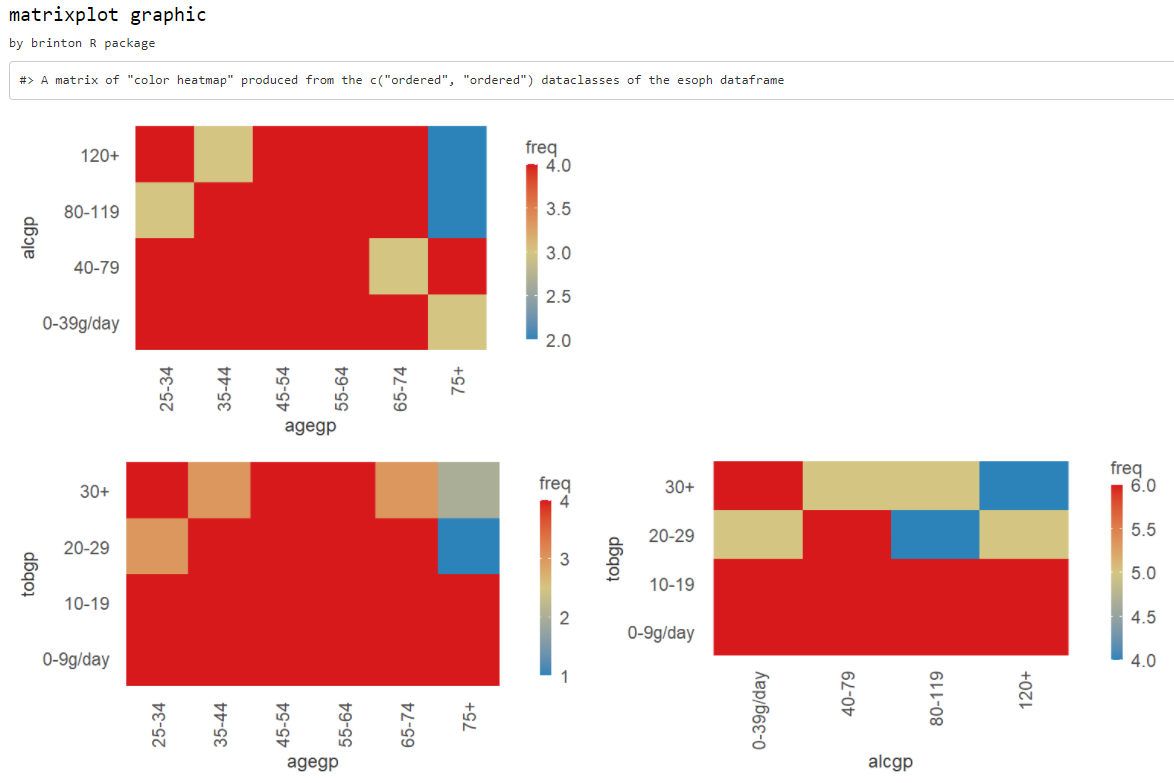 matrixplot graphic
by brinton R package
#> A matrix of "color heatmap" produced from the c("ordered", "ordered") dataclasses of the esoph dataframe
alcgp
120+
80-119
40-79
0-39g/day
25-34
35-44
45-54
55-64
65-74
75+
agegp
freq
4.0
3.5
3.0
2.5
2.0
tobgp
30+
20-29
10-19
0-9g/day
25-34
35-44
45-54
55-64
65-74
75+
agegp
freq
4
3
2
1
tobgp
30+
20-29
10-19
0-9g/day
0-39g/day
40-79
80-119
120+
alcgp
freq
6.0
5.5
5.0
4.5
4.0